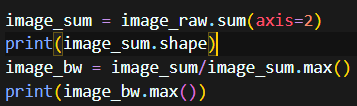 image_sum = image_raw.sum(axis=2)
print(image_sum.shape)
image_bw = image_sum/image_sum.max()
print(image_bw.max())